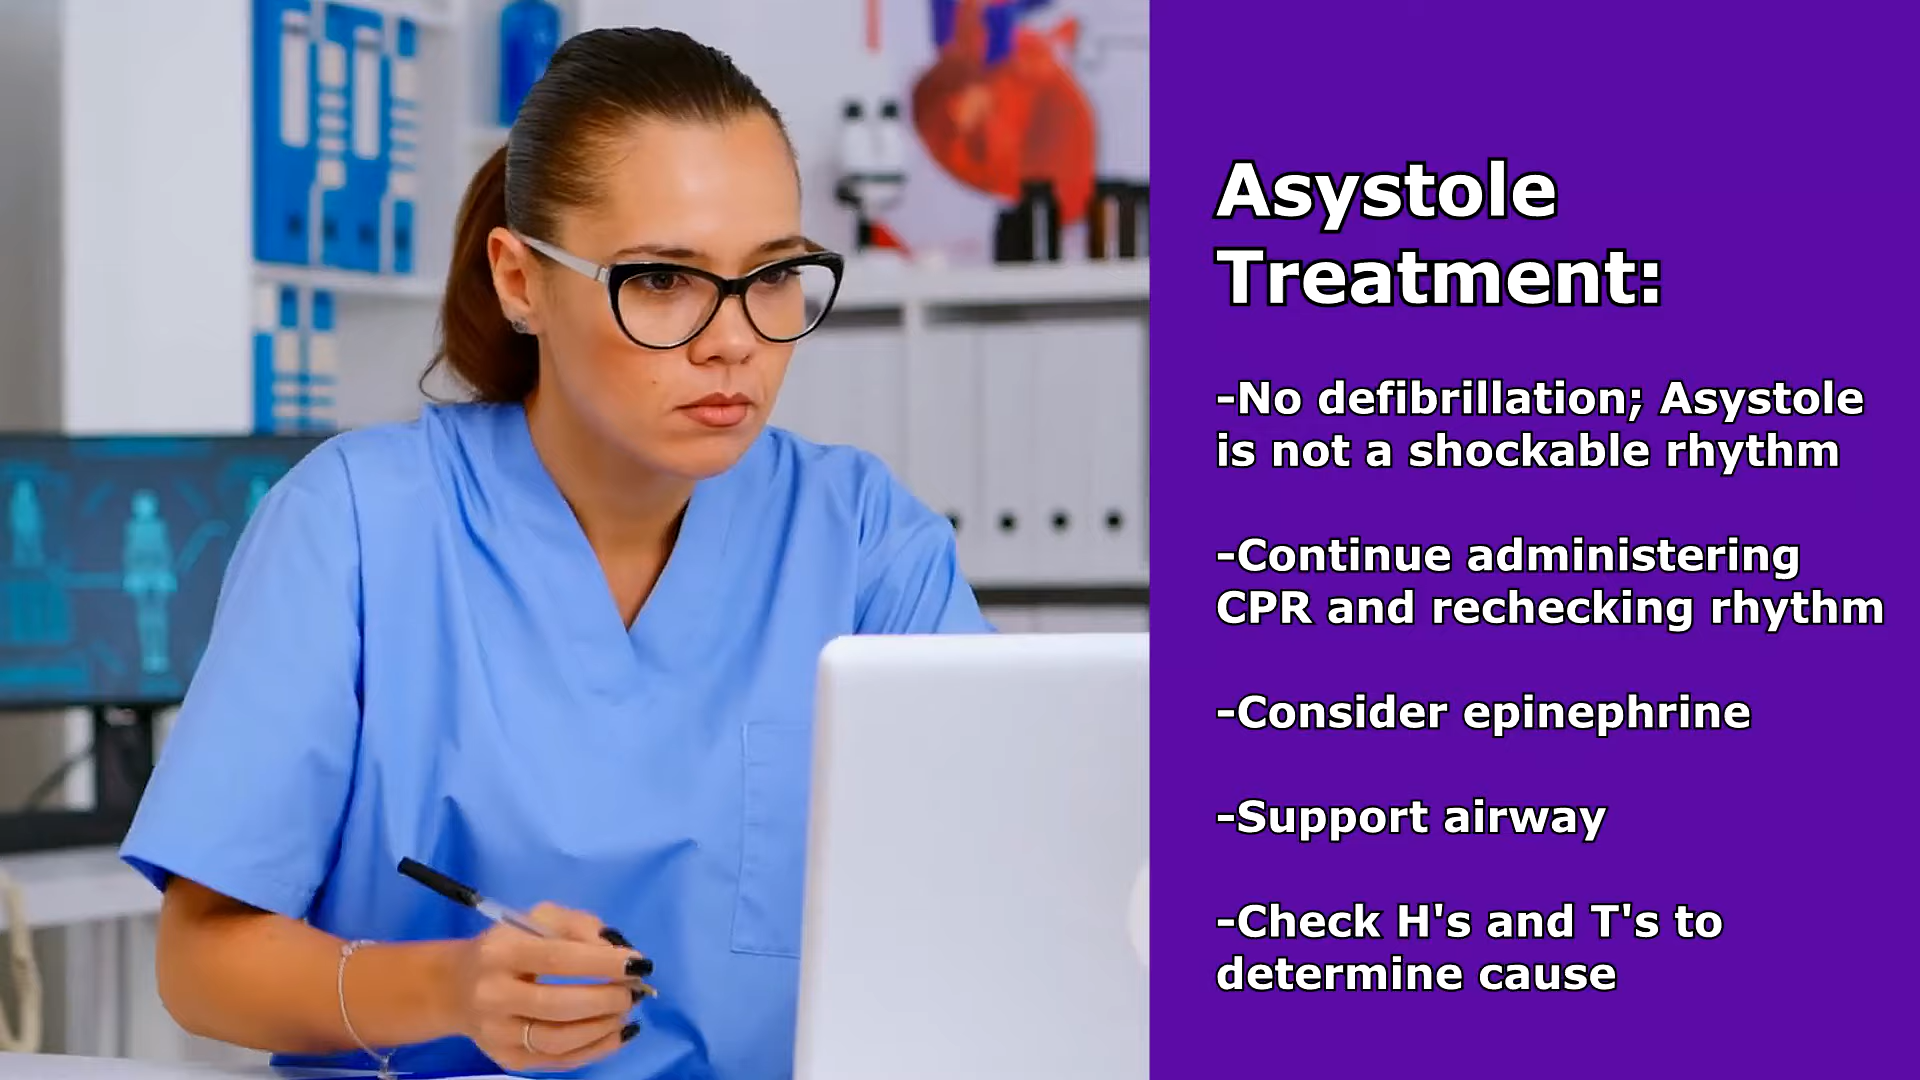 Asystole
Treatment:
-No defibrillation; Asystole
is not a shockable rhythm
-Continue administering
CPR and rechecking rhythm
-Consider epinephrine
-Support airway
-Check H's and T's to
determine cause